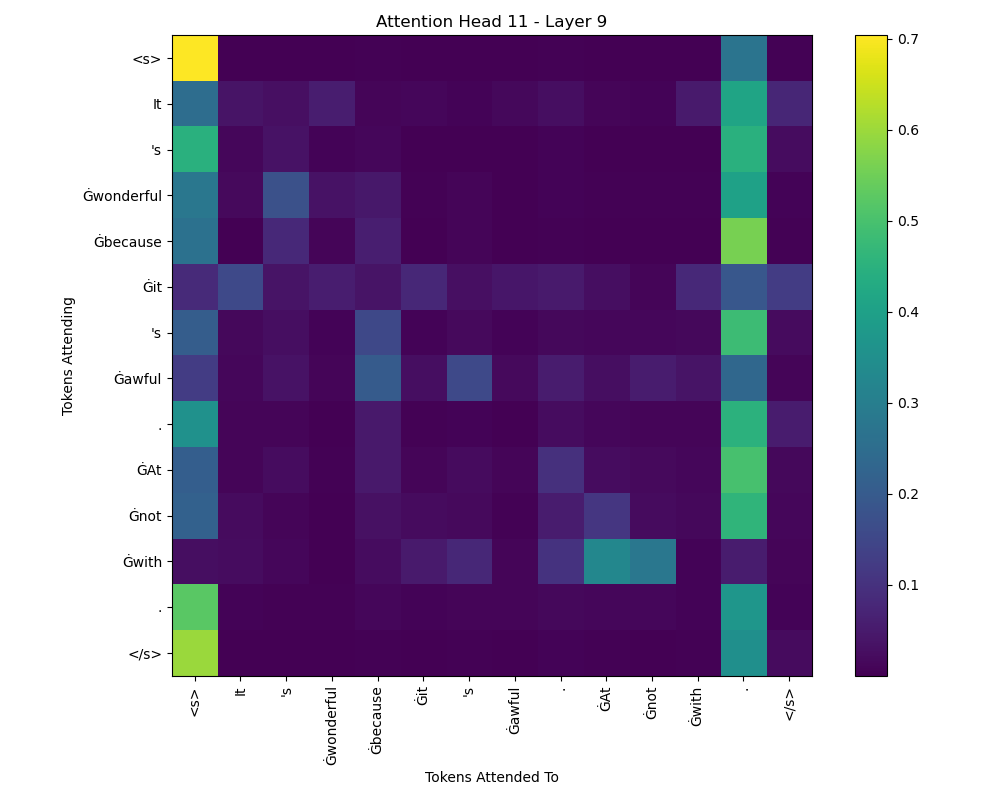 Attention Head 11 - Layer 9
Tokens Attending
<s>
It
's
Ġwonderful
Ġbecause
Ġit
's
Ġawful
.
ĠAt
Ġnot
Ġwith
.
</s>
<s>
It
's
Ġwonderful
Ġbecause
Ġit
's
Ġawful
.
ĠAt
Ġnot
Ġwith
.
</s>
Tokens Attended To
0.7
0.6
0.5
0.4
0.3
0.2
0.1